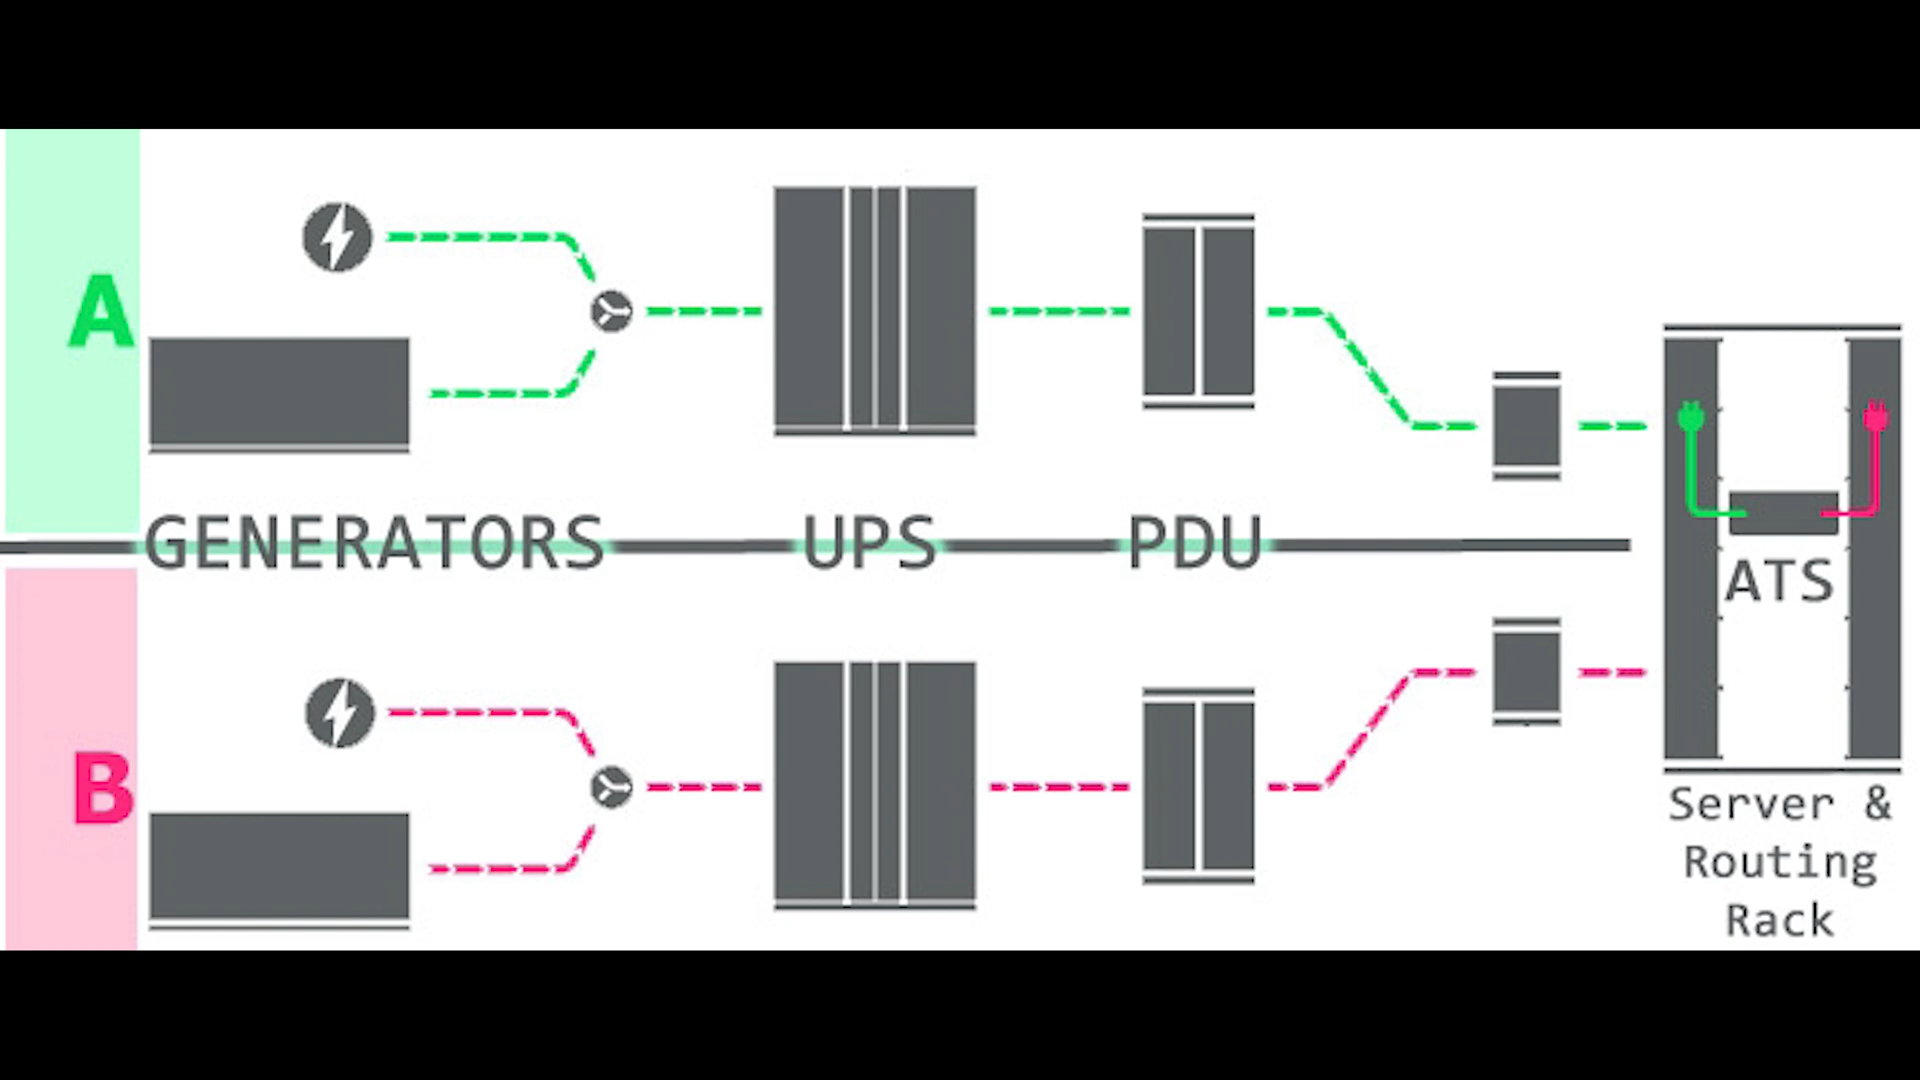 A
GENERATORS UPS PDU
ATS
B
Server &
Routing
Rack